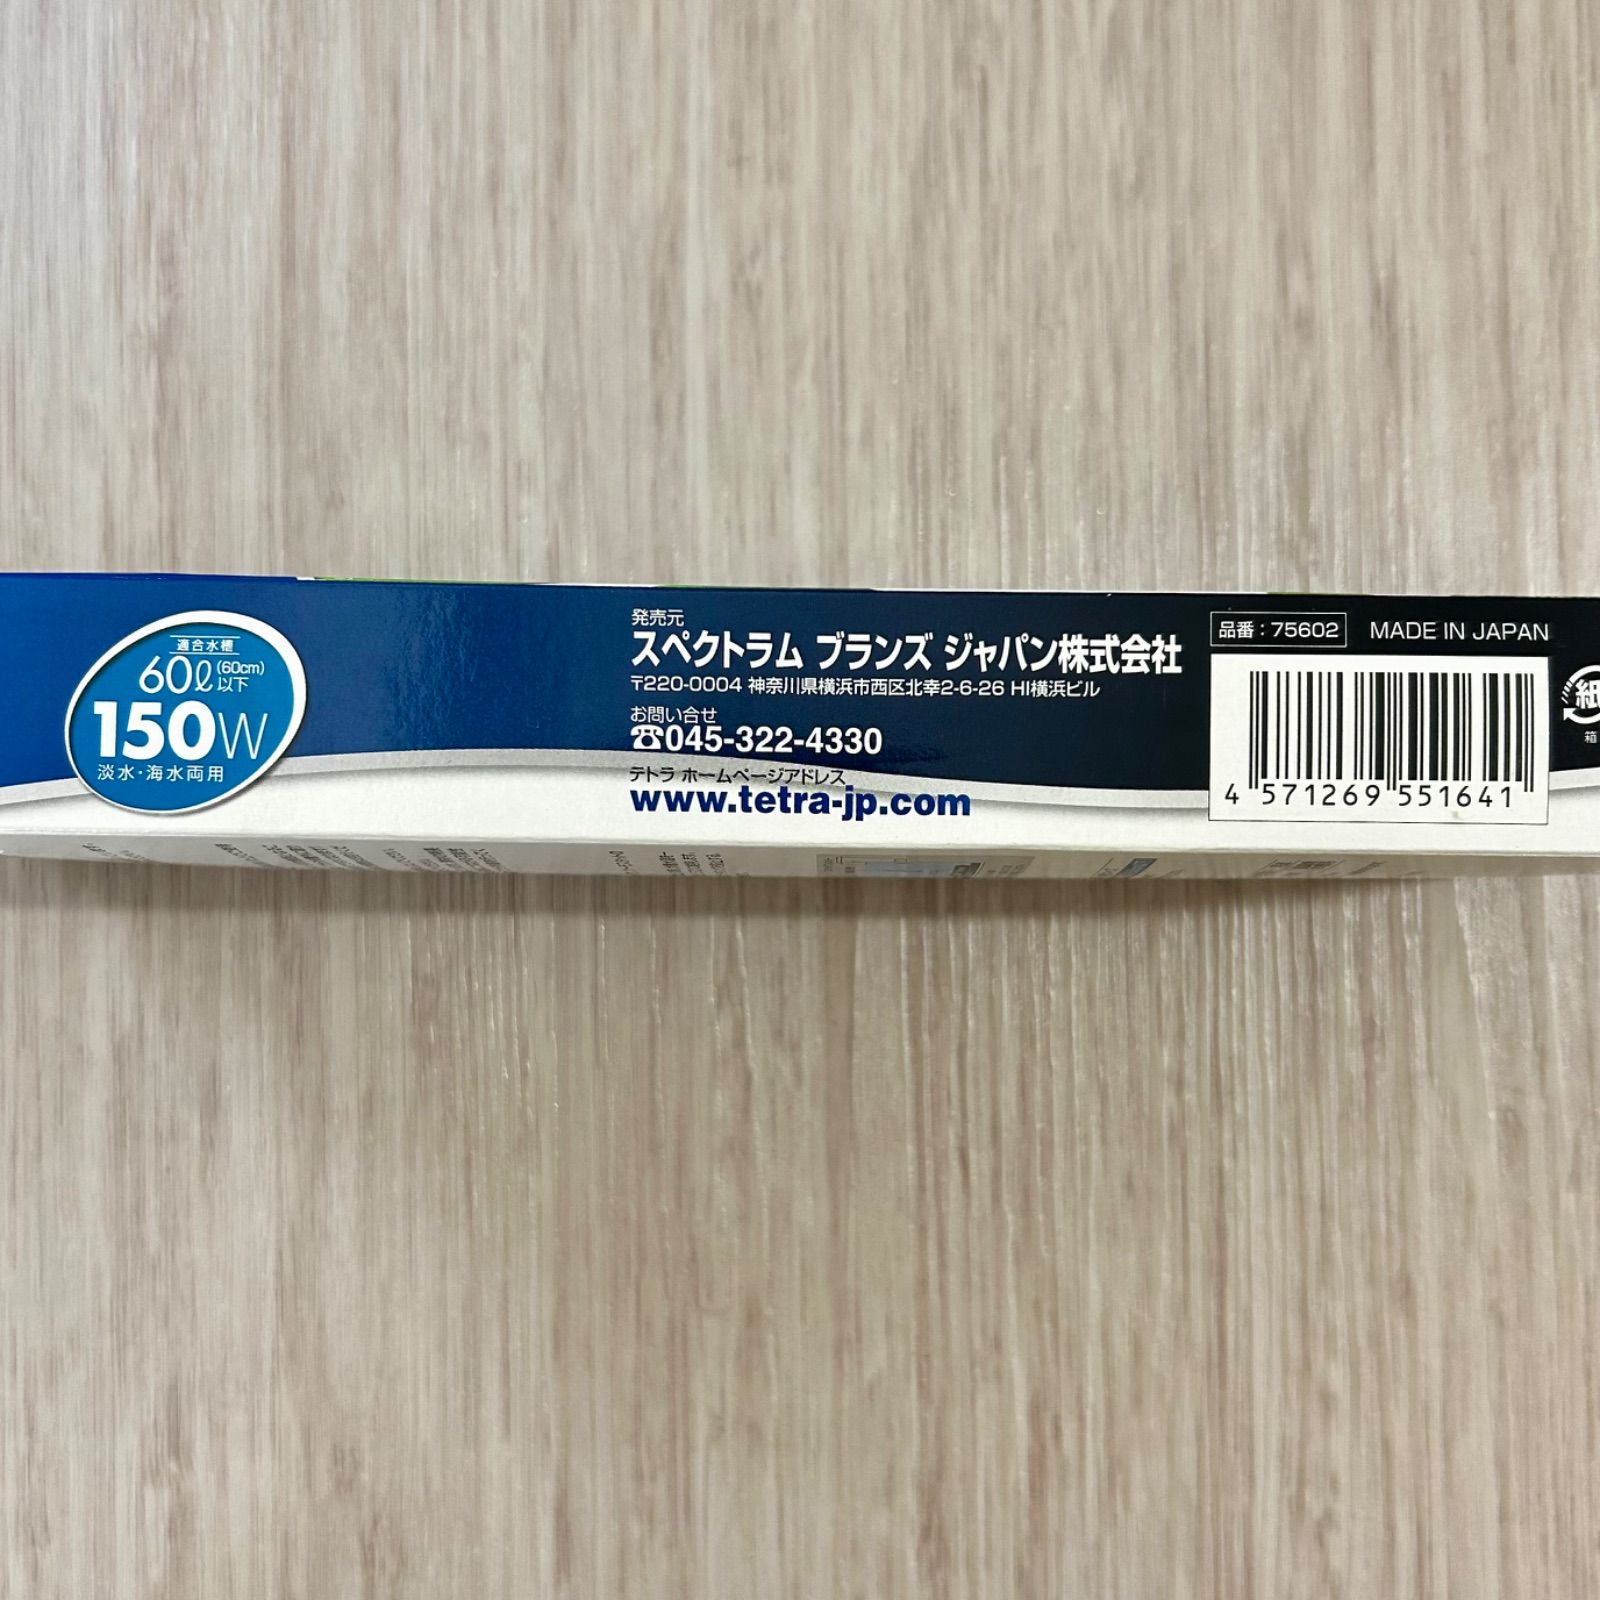 適合水槽
60ℓ(60cm)以下
150W
淡水・海水両用
発売元
スペクトラム ブランズ ジャパン株式会社
〒220-0004 神奈川県横浜市西区北幸2-6-26 HI横浜ビル
お問い合せ
☎045-322-4330
テトラ ホームページアドレス
www.tetra-jp.com
品番：75602 MADE IN JAPAN
4 571269 551641
紙
箱